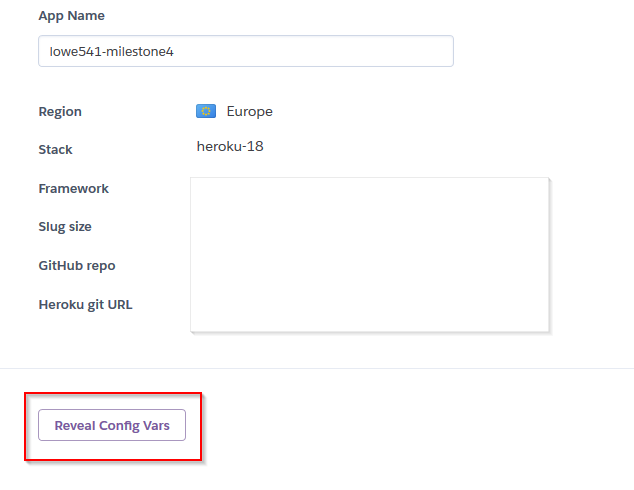 App Name
lowe541-milestone4
Region Europe
Stack heroku-18
Framework
Slug size
GitHub repo
Heroku git URL
Reveal Config Vars